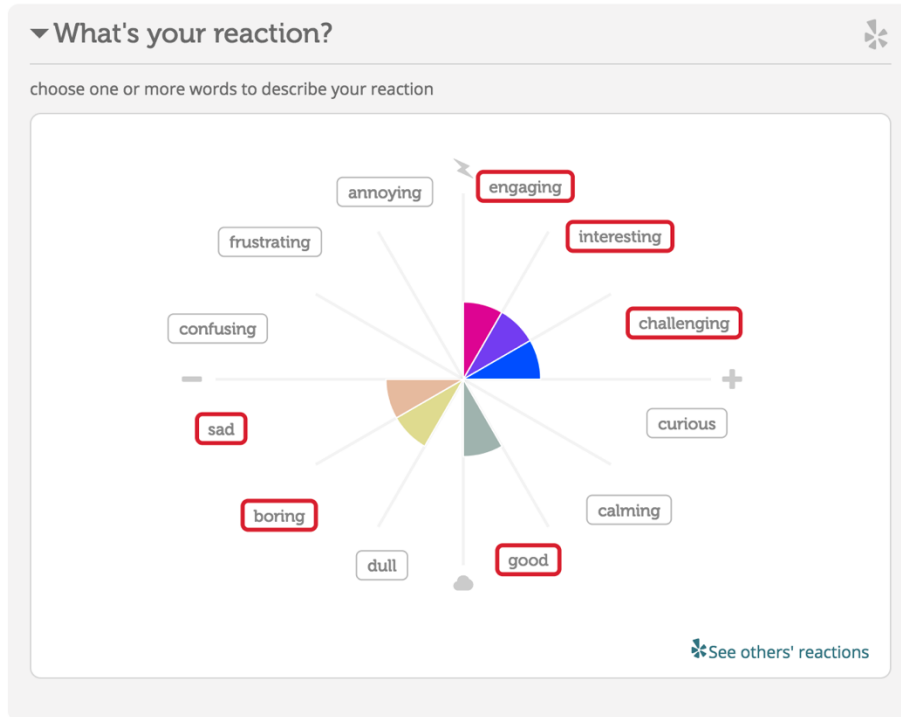 What's your reaction?
choose one or more words to describe your reaction
annoying
engaging
frustrating
interesting
confusing
challenging
sad
curious
boring
calming
dull
good
See others' reactions